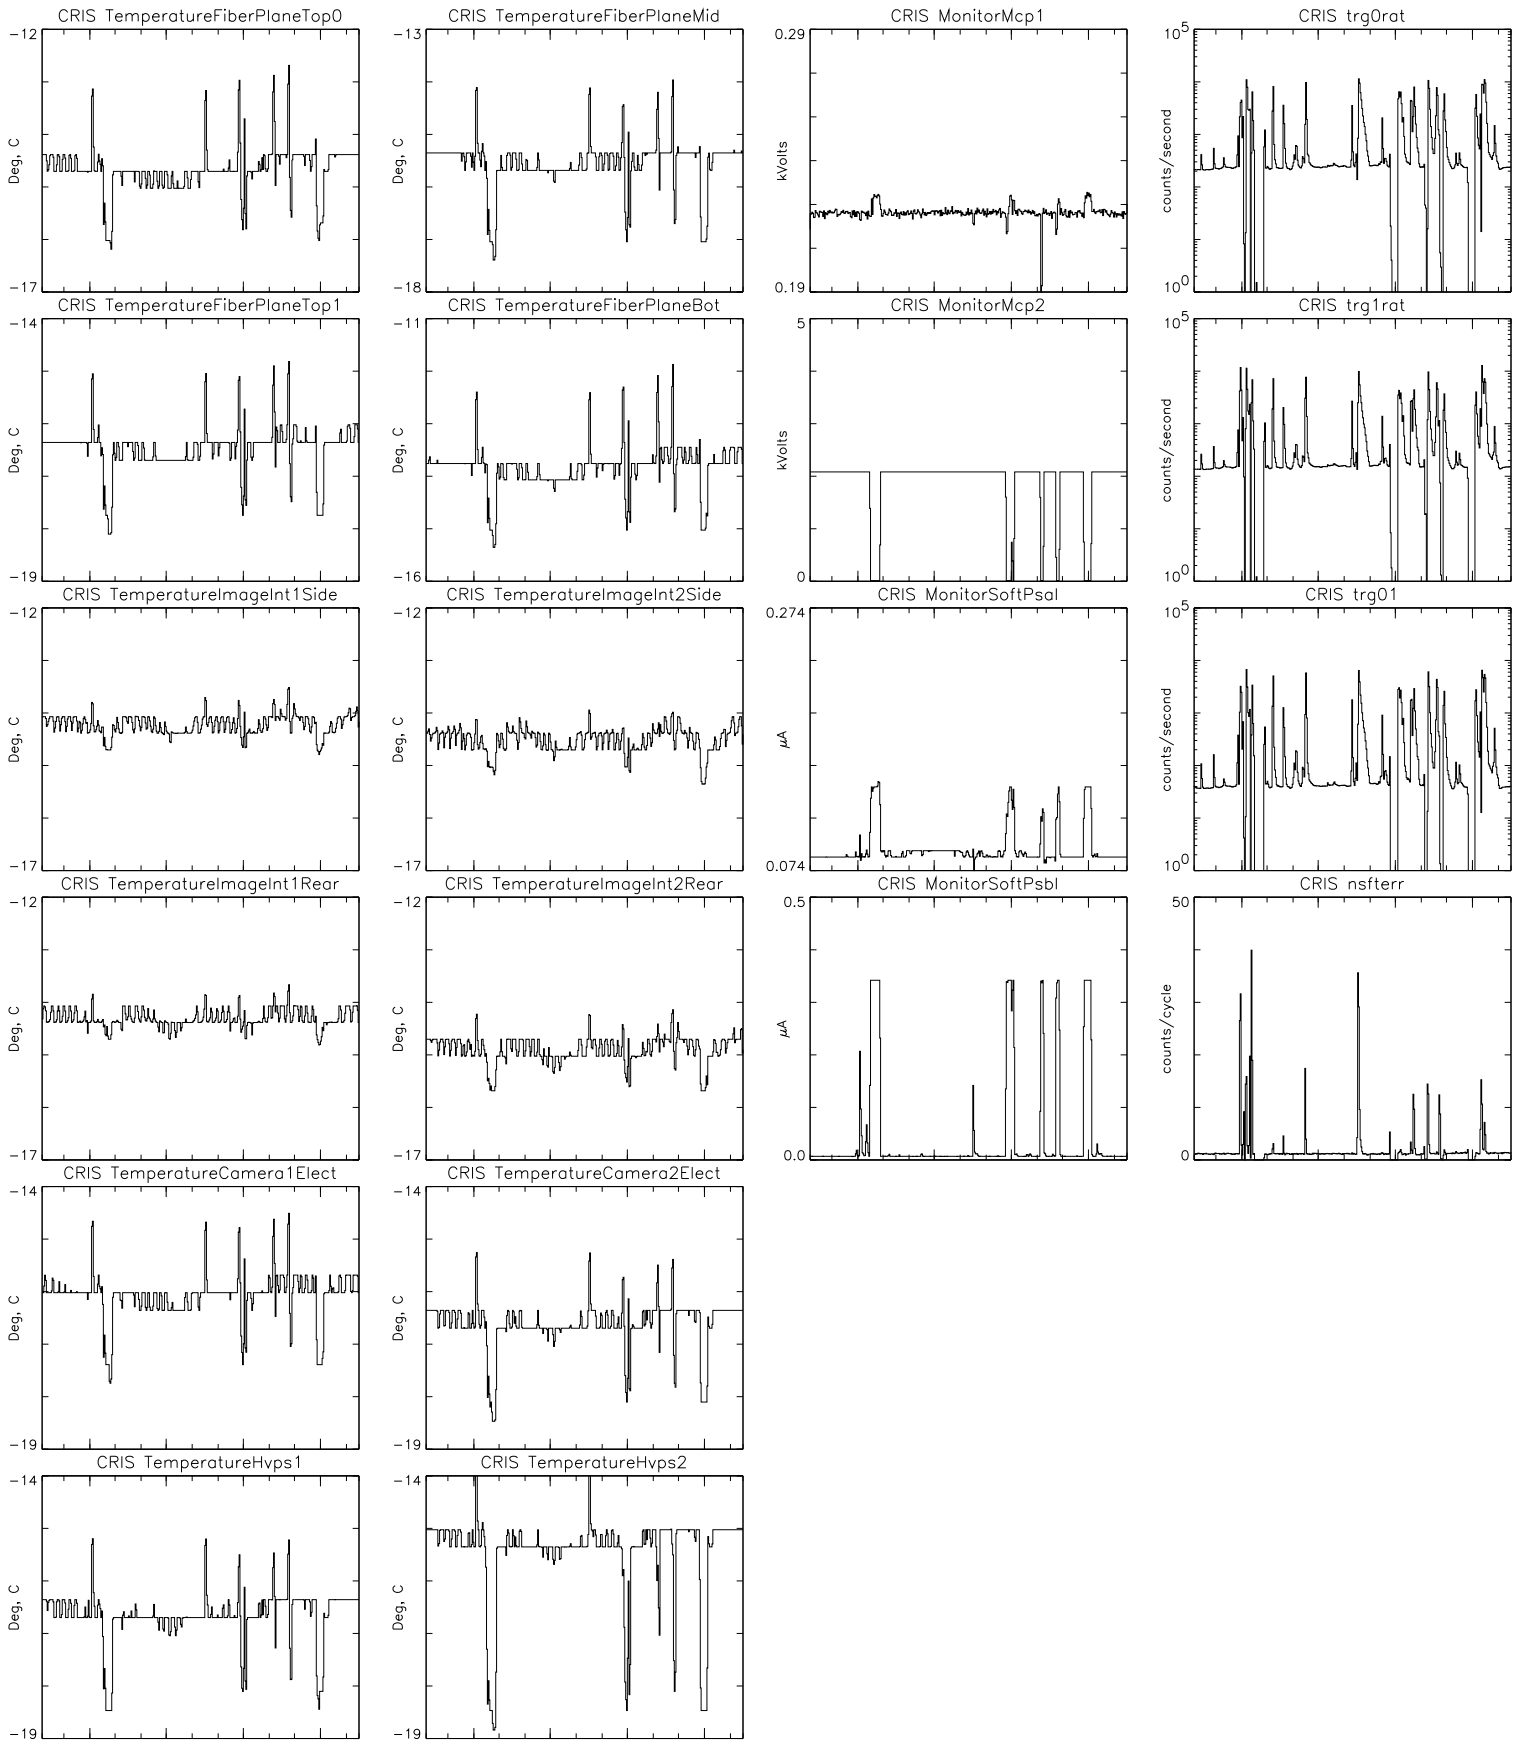 CRIS TemperatureFiberPlaneTop0
-12
Deg, C
-17
CRIS TemperatureFiberPlaneMid
-13
Deg, C
-18
CRIS MonitorMcp1
0.29
kVolts
0.19
CRIS trg0rat
10^5
counts/second
10^0
CRIS TemperatureFiberPlaneTop1
-14
Deg, C
-19
CRIS TemperatureFiberPlaneBot
-11
Deg, C
-16
CRIS MonitorMcp2
5
kVolts
0
CRIS trg1rat
10^5
counts/second
10^0
CRIS TemperatureImageInt1Side
-12
Deg, C
-17
CRIS TemperatureImageInt2Side
-12
Deg, C
-17
CRIS MonitorSoftPsaI
0.274
μA
0.074
CRIS trg01
10^5
counts/second
10^0
CRIS TemperatureImageInt1Rear
-12
Deg, C
-17
CRIS TemperatureImageInt2Rear
-12
Deg, C
-17
CRIS MonitorSoftPsbI
0.5
μA
0.0
CRIS nsfterr
50
counts/cycle
0
CRIS TemperatureCamera1Elect
-14
Deg, C
-19
CRIS TemperatureCamera2Elect
-14
Deg, C
-19
CRIS TemperatureHvps1
-14
Deg, C
-19
CRIS TemperatureHvps2
-14
Deg, C
-19